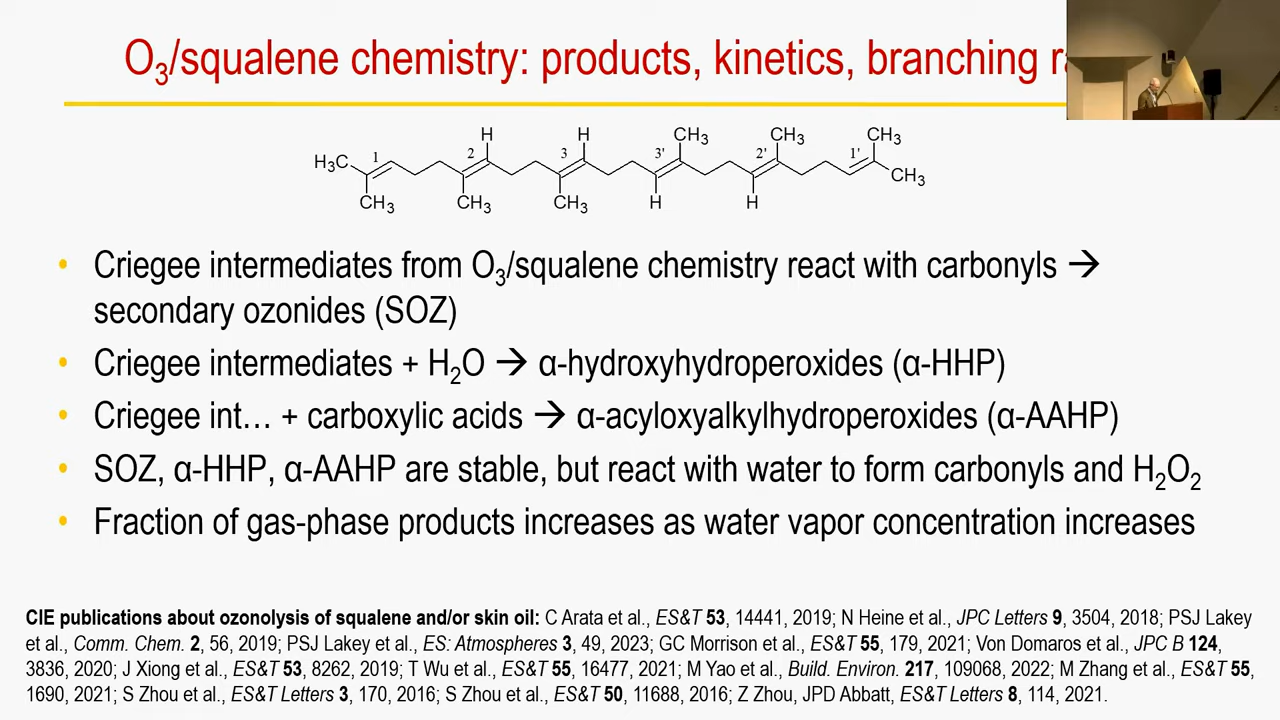 O3/squalene chemistry: products, kinetics, branching
H CH3 CH3 CH3
H H3C 1 2 3 3' 2' 1' CH3
CH3 CH3 CH3 H H
• Criegee intermediates from O3/squalene chemistry react with carbonyls →
secondary ozonides (SOZ)
• Criegee intermediates + H2O → α-hydroxyhydroperoxides (α-HHP)
• Criegee int… + carboxylic acids → α-acyloxyalkylhydroperoxides (α-AAHP)
• SOZ, α-HHP, α-AAHP are stable, but react with water to form carbonyls and H2O2
• Fraction of gas-phase products increases as water vapor concentration increases
CIE publications about ozonolysis of squalene and/or skin oil: C Arata et al., ES&T 53, 14441, 2019; N Heine et al., JPC Letters 9, 3504, 2018; PSJ Lakey
et al., Comm. Chem. 2, 56, 2019; PSJ Lakey et al., ES: Atmospheres 3, 49, 2023; GC Morrison et al., ES&T 55, 179, 2021; Von Domaros et al., JPC B 124,
3836, 2020; J Xiong et al., ES&T 53, 8262, 2019; T Wu et al., ES&T 55, 16477, 2021; M Yao et al., Build. Environ. 217, 109068, 2022; M Zhang et al., ES&T 55,
1690, 2021; S Zhou et al., ES&T Letters 3, 170, 2016; S Zhou et al., ES&T 50, 11688, 2016; Z Zhou, JPD Abbatt, ES&T Letters 8, 114, 2021.